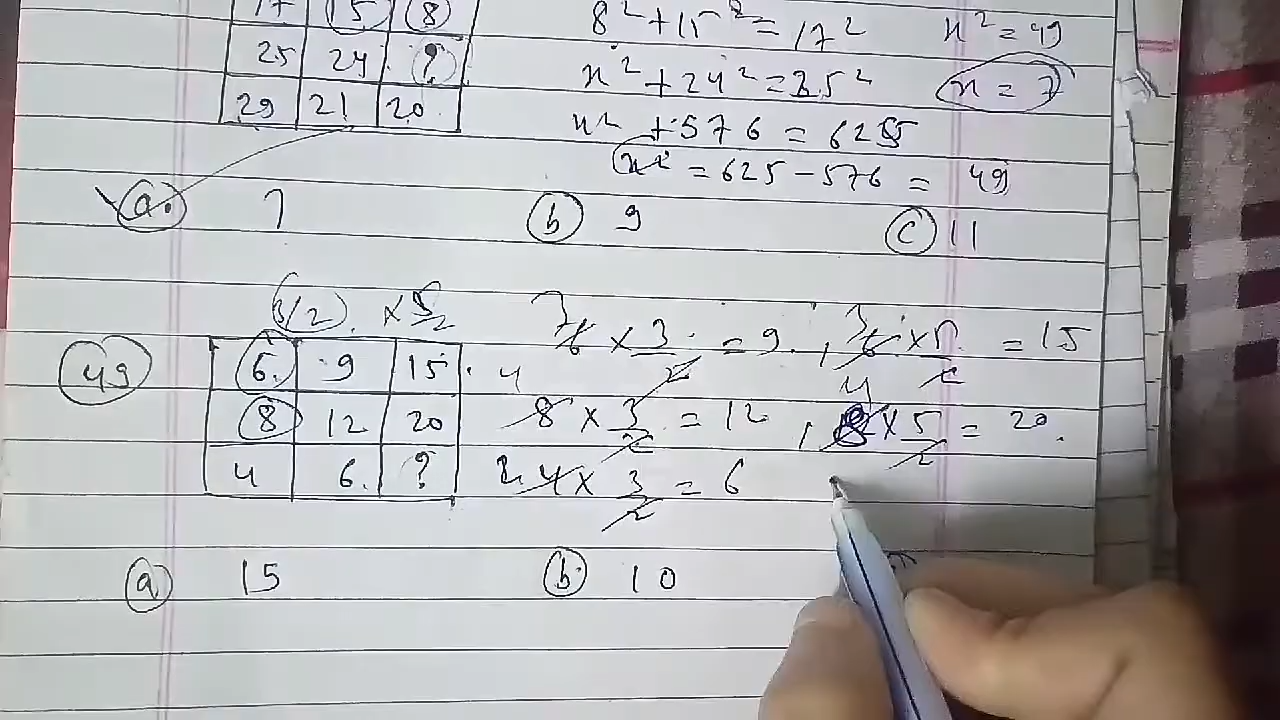 17 15 8 8² + 15² = 17² x² = 49
25 24 ? x² + 24² = 25² x = 7
29 21 20 x² + 576 = 625
x² = 625 - 576 = 49
a. 7 b 9 c 11
3/2 × 5/2
49 6 9 15 6 × 3/2 = 9, 6 × 5/2 = 15
8 12 20 8 × 3/2 = 12, 8 × 5/2 = 20
4 6 ? 4 × 3/2 = 6
a 15 b 10